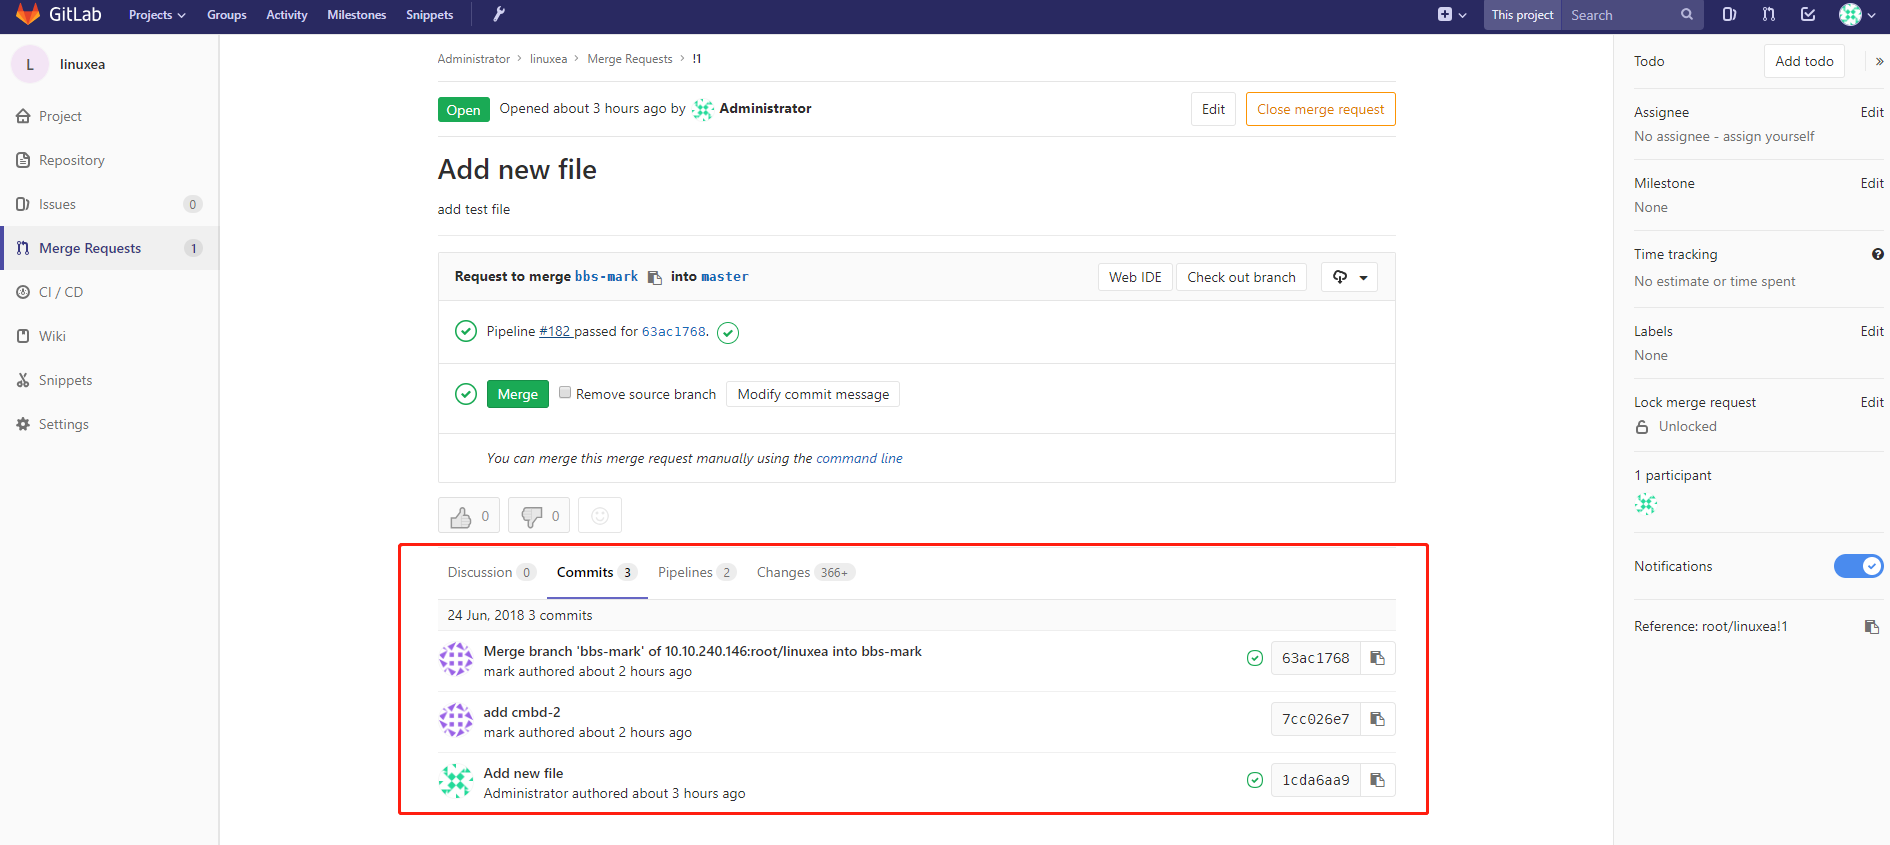 GitLab Projects Groups Activity Milestones Snippets This project Search
L linuxea
Project
Repository
Issues 0
Merge Requests 1
CI / CD
Wiki
Snippets
Settings
Administrator > linuxea > Merge Requests > !1
Open Opened about 3 hours ago by Administrator Edit Close merge request
Add new file
add test file
Request to merge bbs-mark into master Web IDE Check out branch
Pipeline #182 passed for 63ac1768.
Merge Remove source branch Modify commit message
You can merge this merge request manually using the command line
0 0
Discussion 0 Commits 3 Pipelines 2 Changes 366+
24 Jun, 2018 3 commits
Merge branch 'bbs-mark' of 10.10.240.146:root/linuxea into bbs-mark
mark authored about 2 hours ago
63ac1768
add cmbd-2
mark authored about 2 hours ago
7cc026e7
Add new file
Administrator authored about 3 hours ago
1cda6aa9
Todo Add todo »
Assignee Edit
No assignee - assign yourself
Milestone Edit
None
Time tracking ?
No estimate or time spent
Labels Edit
None
Lock merge request Edit
Unlocked
1 participant
Notifications
Reference: root/linuxea!1